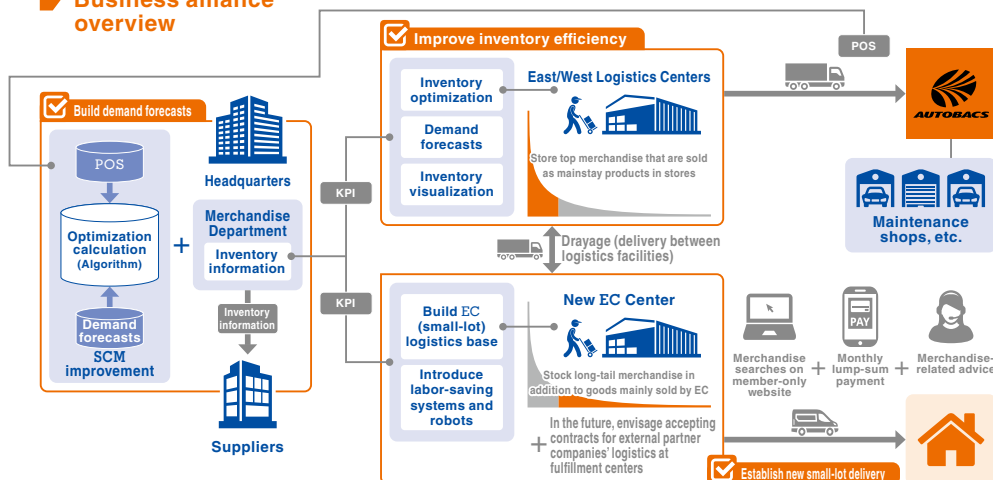 Business alliance
overview
Build demand forecasts
POS
Optimization
calculation
(Algorithm)
Demand
forecasts
SCM
improvement
+
Headquarters
Merchandise
Department
Inventory
information
Inventory
information
Suppliers
KPI
KPI
Improve inventory efficiency
Inventory
optimization
Demand
forecasts
Inventory
visualization
East/West Logistics Centers
Store top merchandise that are sold
as mainstay products in stores
POS
AUTOBACS
Maintenance
shops, etc.
Drayage (delivery between
logistics facilities)
Build EC
(small-lot)
logistics base
Introduce
labor-saving
systems and
robots
New EC Center
Stock long-tail merchandise in
addition to goods mainly sold by EC
+
In the future, envisage accepting
contracts for external partner
companies' logistics at
fulfillment centers
Merchandise
searches on
member-only
website
+
PAY
Monthly
lump-sum
payment
+
Merchandise-
related advice
Establish new small-lot delivery